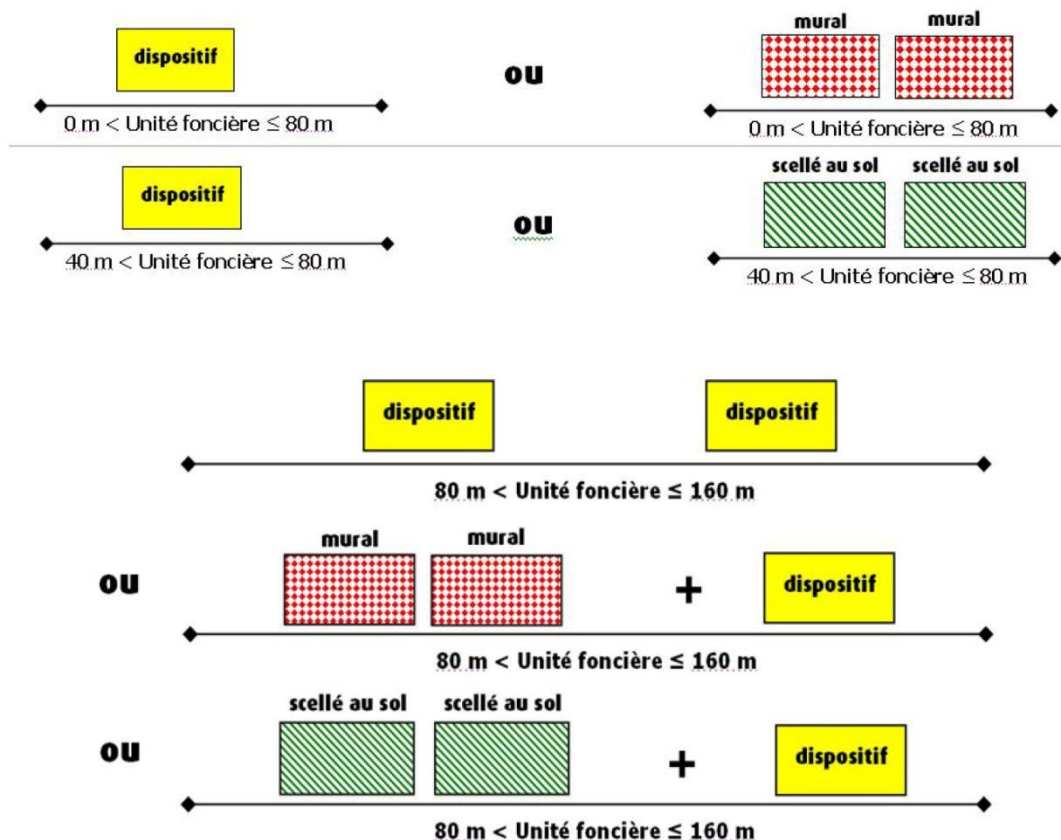 mural mural
dispositif ou
0 m < Unité foncière ≤ 80 m 0 m < Unité foncière ≤ 80 m
scellé au sol scellé au sol
dispositif ou
40 m < Unité foncière ≤ 80 m 40 m < Unité foncière ≤ 80 m
dispositif dispositif
80 m < Unité foncière ≤ 160 m
mural mural
ou + dispositif
80 m < Unité foncière ≤ 160 m
scellé au sol scellé au sol
ou + dispositif
80 m < Unité foncière ≤ 160 m